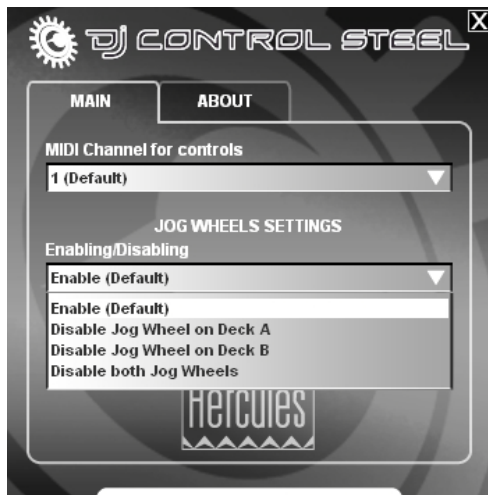 X
DJ CONTROL STEEL
MAIN
ABOUT
MIDI Channel for controls
1 (Default)
JOG WHEELS SETTINGS
Enabling/Disabling
Enable (Default)
Enable (Default)
Disable Jog Wheel on Deck A
Disable Jog Wheel on Deck B
Disable both Jog Wheels
Hercules